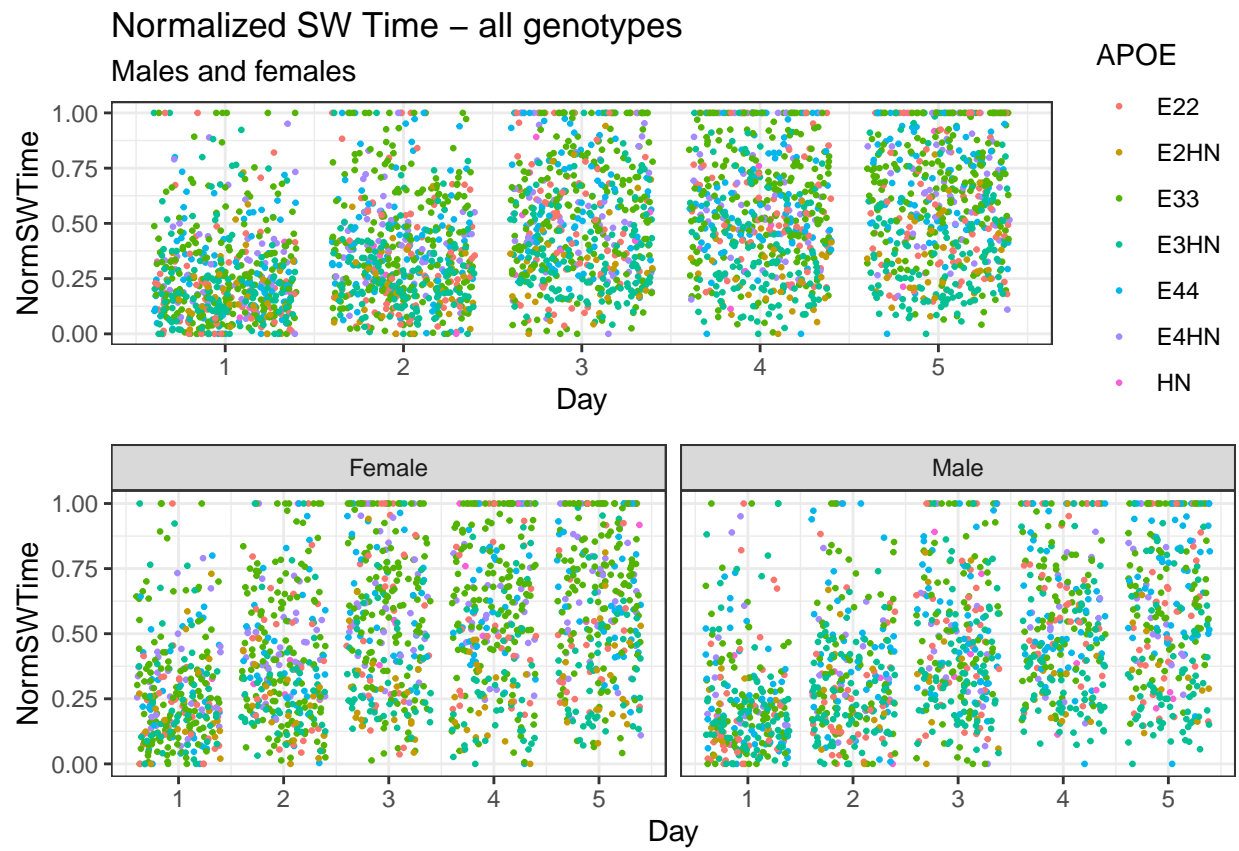 Normalized SW Time – all genotypes
Males and females
NormSWTime
1.00
0.75
0.50
0.25
0.00
1 2 3 4 5
Day
APOE
E22
E2HN
E33
E3HN
E44
E4HN
HN
Female Male
NormSWTime
1.00
0.75
0.50
0.25
0.00
1 2 3 4 5 1 2 3 4 5
Day